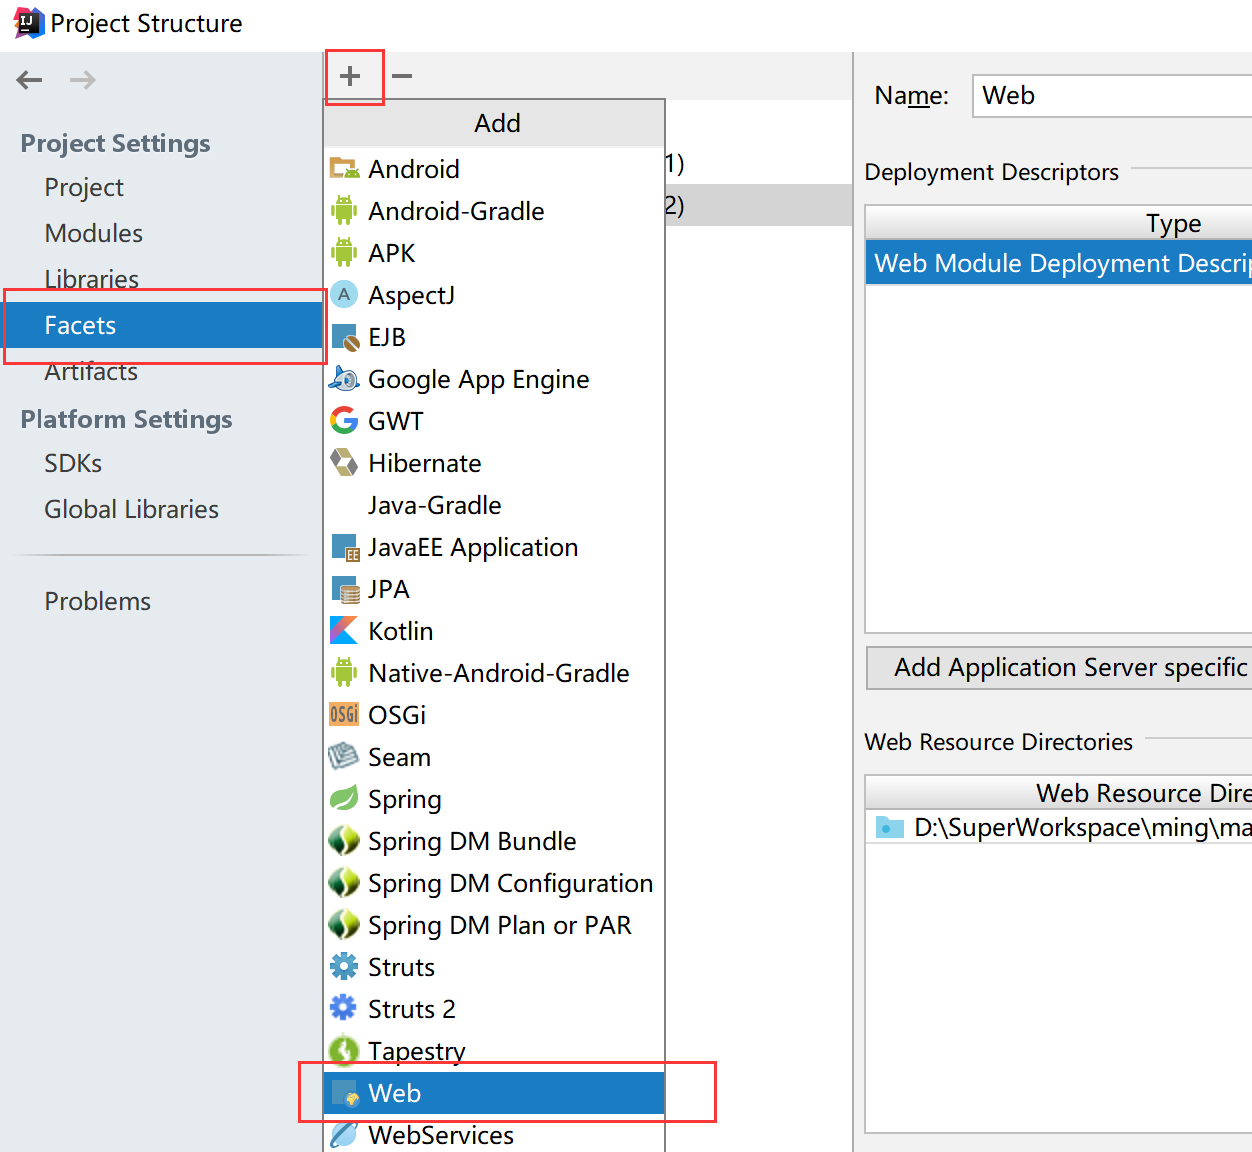 Project Structure
Project Settings
Project
Modules
Libraries
Facets
Artifacts
Platform Settings
SDKs
Global Libraries
Problems
Add
Android
Android-Gradle
APK
AspectJ
EJB
Google App Engine
GWT
Hibernate
Java-Gradle
JavaEE Application
JPA
Kotlin
Native-Android-Gradle
OSGi
Seam
Spring
Spring DM Bundle
Spring DM Configuration
Spring DM Plan or PAR
Struts
Struts 2
Tapestry
Web
WebServices
1)
2)
Name: Web
Deployment Descriptors
Type
Web Module Deployment Descrip
Add Application Server specific
Web Resource Directories
Web Resource Dire
D:\SuperWorkspace\ming\ma